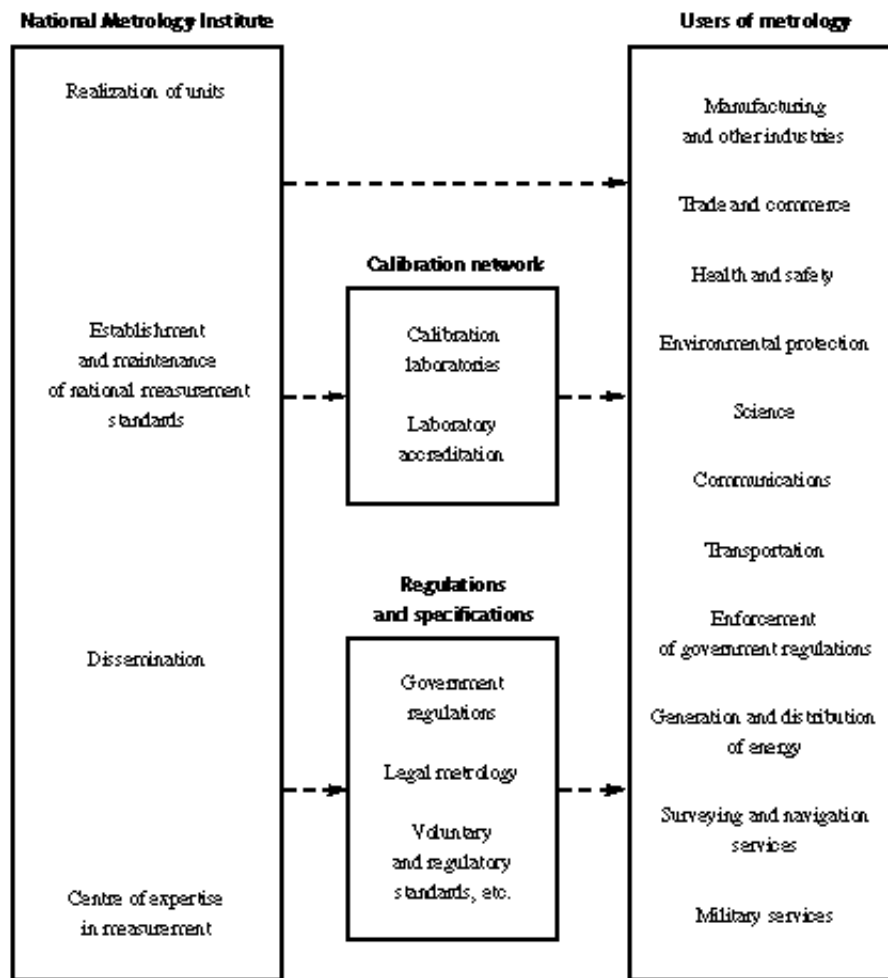 National Metrology Institute
Realization of units
Establishment
and maintenance
of national measurement
standards
Dissemination
Centre of expertise
in measurement
Calibration network
Calibration
laboratories
Laboratory
accreditation
Regulations
and specifications
Government
regulations
Legal metrology
Voluntary
and regulatory
standards, etc.
Users of metrology
Manufacturing
and other industries
Trade and commerce
Health and safety
Environmental protection
Science
Communications
Transportation
Enforcement
of government regulations
Generation and distribution
of energy
Surveying and navigation
services
Military services